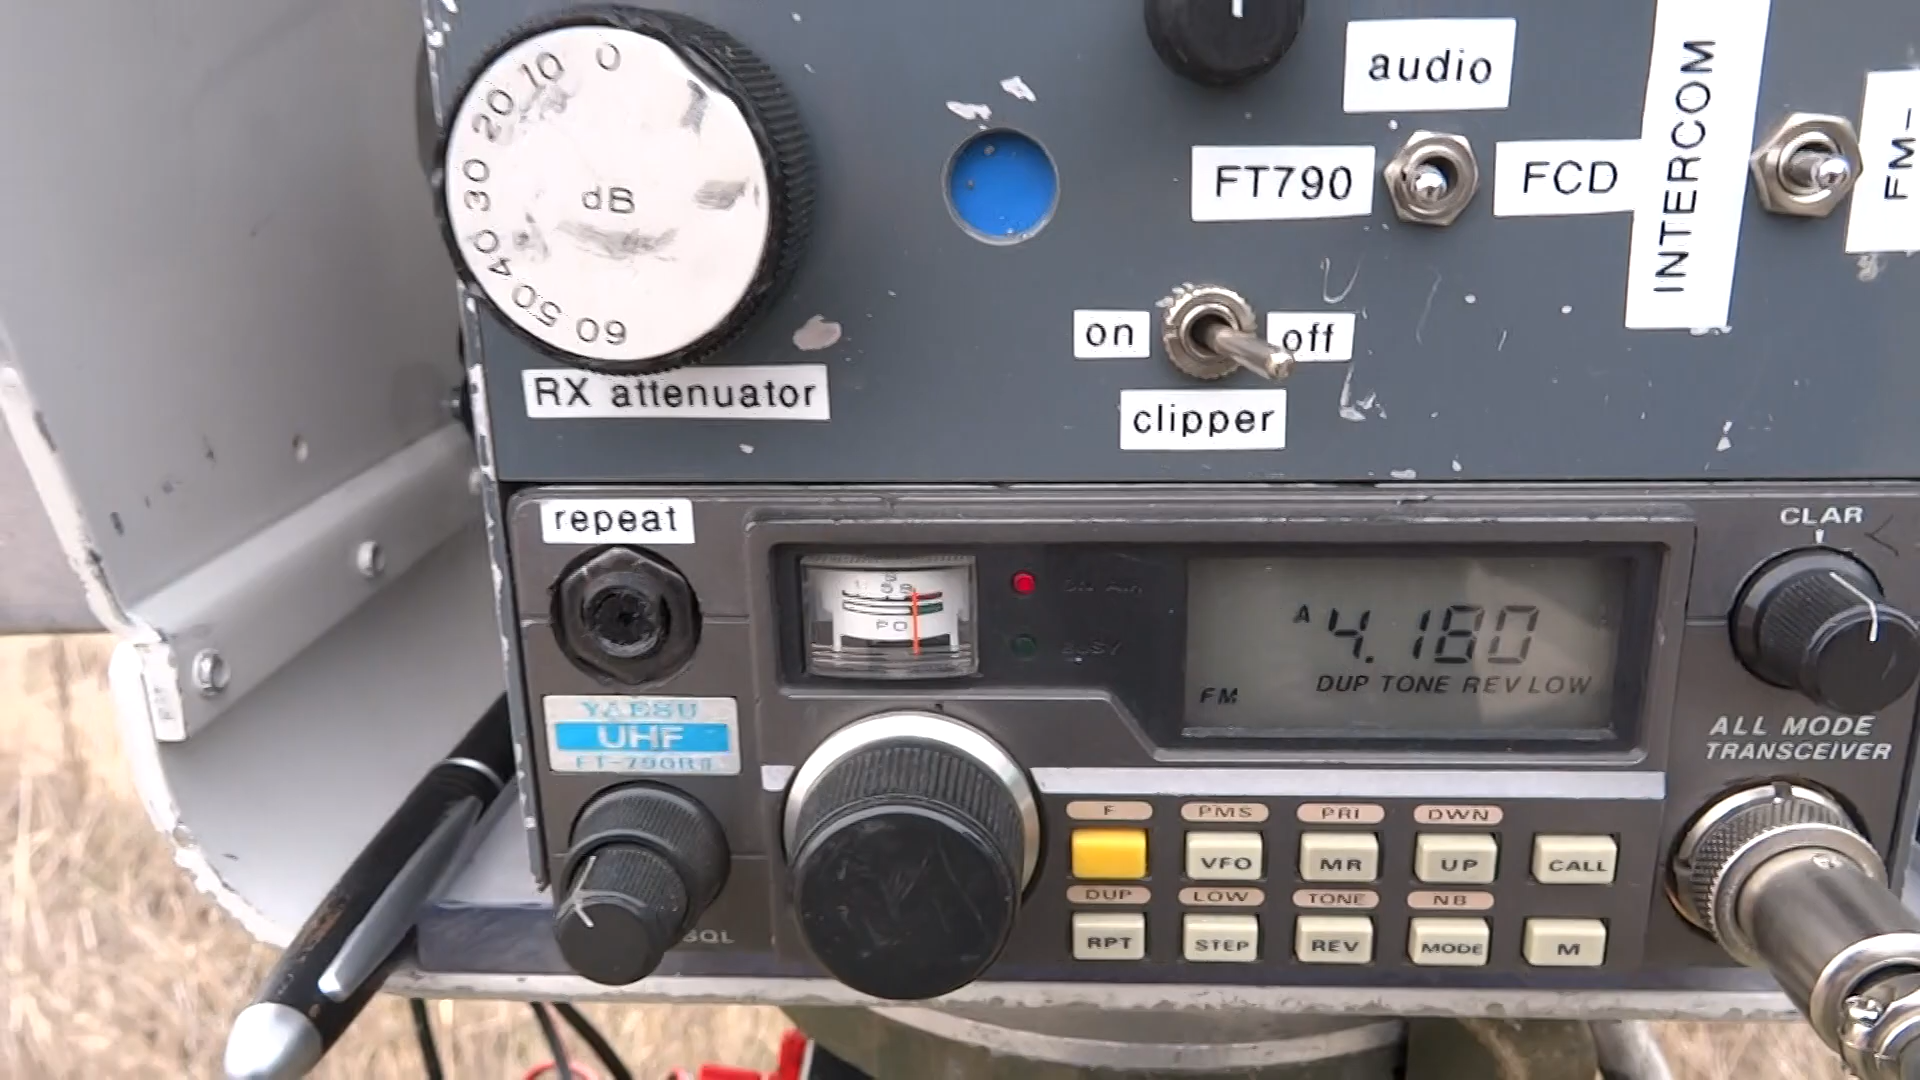 0
10
20
30
40
50
60
dB
RX attenuator
audio
FT790
FCD
INTERCOM
FM-
on
off
clipper
repeat
S
PO
ON AIR
BUSY
A 4.180
FM
DUP TONE REV LOW
CLAR
ALL MODE
TRANSCEIVER
YAESU
UHF
FT-790RII
SQL
F
PMS
PRI
DWN
VFO
MR
UP
CALL
DUP
LOW
TONE
NB
RPT
STEP
REV
MODE
M